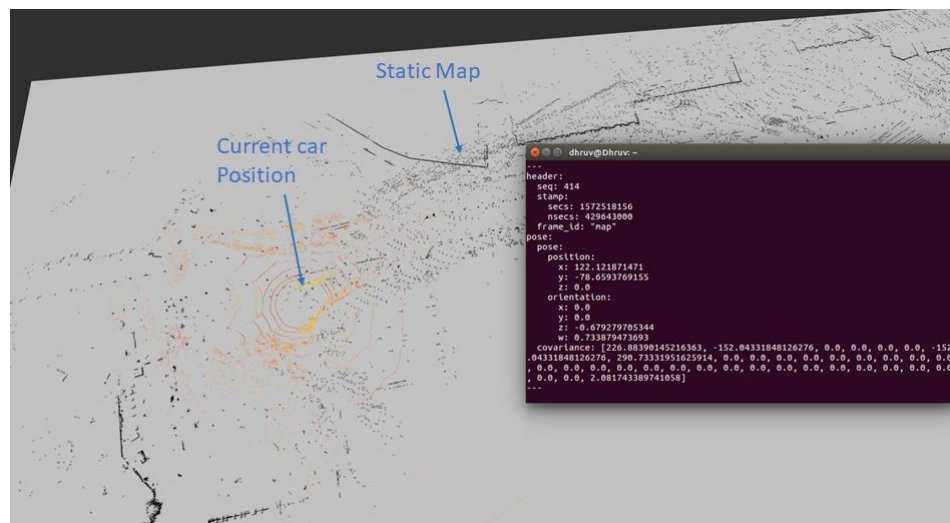 Static Map
Current car
Position
dhruv@Dhruv: ~
---
header:
seq: 414
stamp:
secs: 1572518156
nsecs: 429643000
frame_id: "map"
pose:
pose:
position:
x: 122.121871471
y: -78.6593769155
z: 0.0
orientation:
x: 0.0
y: 0.0
z: -0.679279705344
w: 0.733879473693
covariance: [226.88390145216363, -152.04331848126276, 0.0, 0.0, 0.0, 0.0, -152
.04331848126276, 290.73331951625914, 0.0, 0.0, 0.0, 0.0, 0.0, 0.0, 0.0, 0.0, 0.0
, 0.0, 0.0, 0.0, 0.0, 0.0, 0.0, 0.0, 0.0, 0.0, 0.0, 0.0, 0.0, 0.0, 0.0, 0.0, 0.0
, 0.0, 0.0, 2.081743389741058]
---